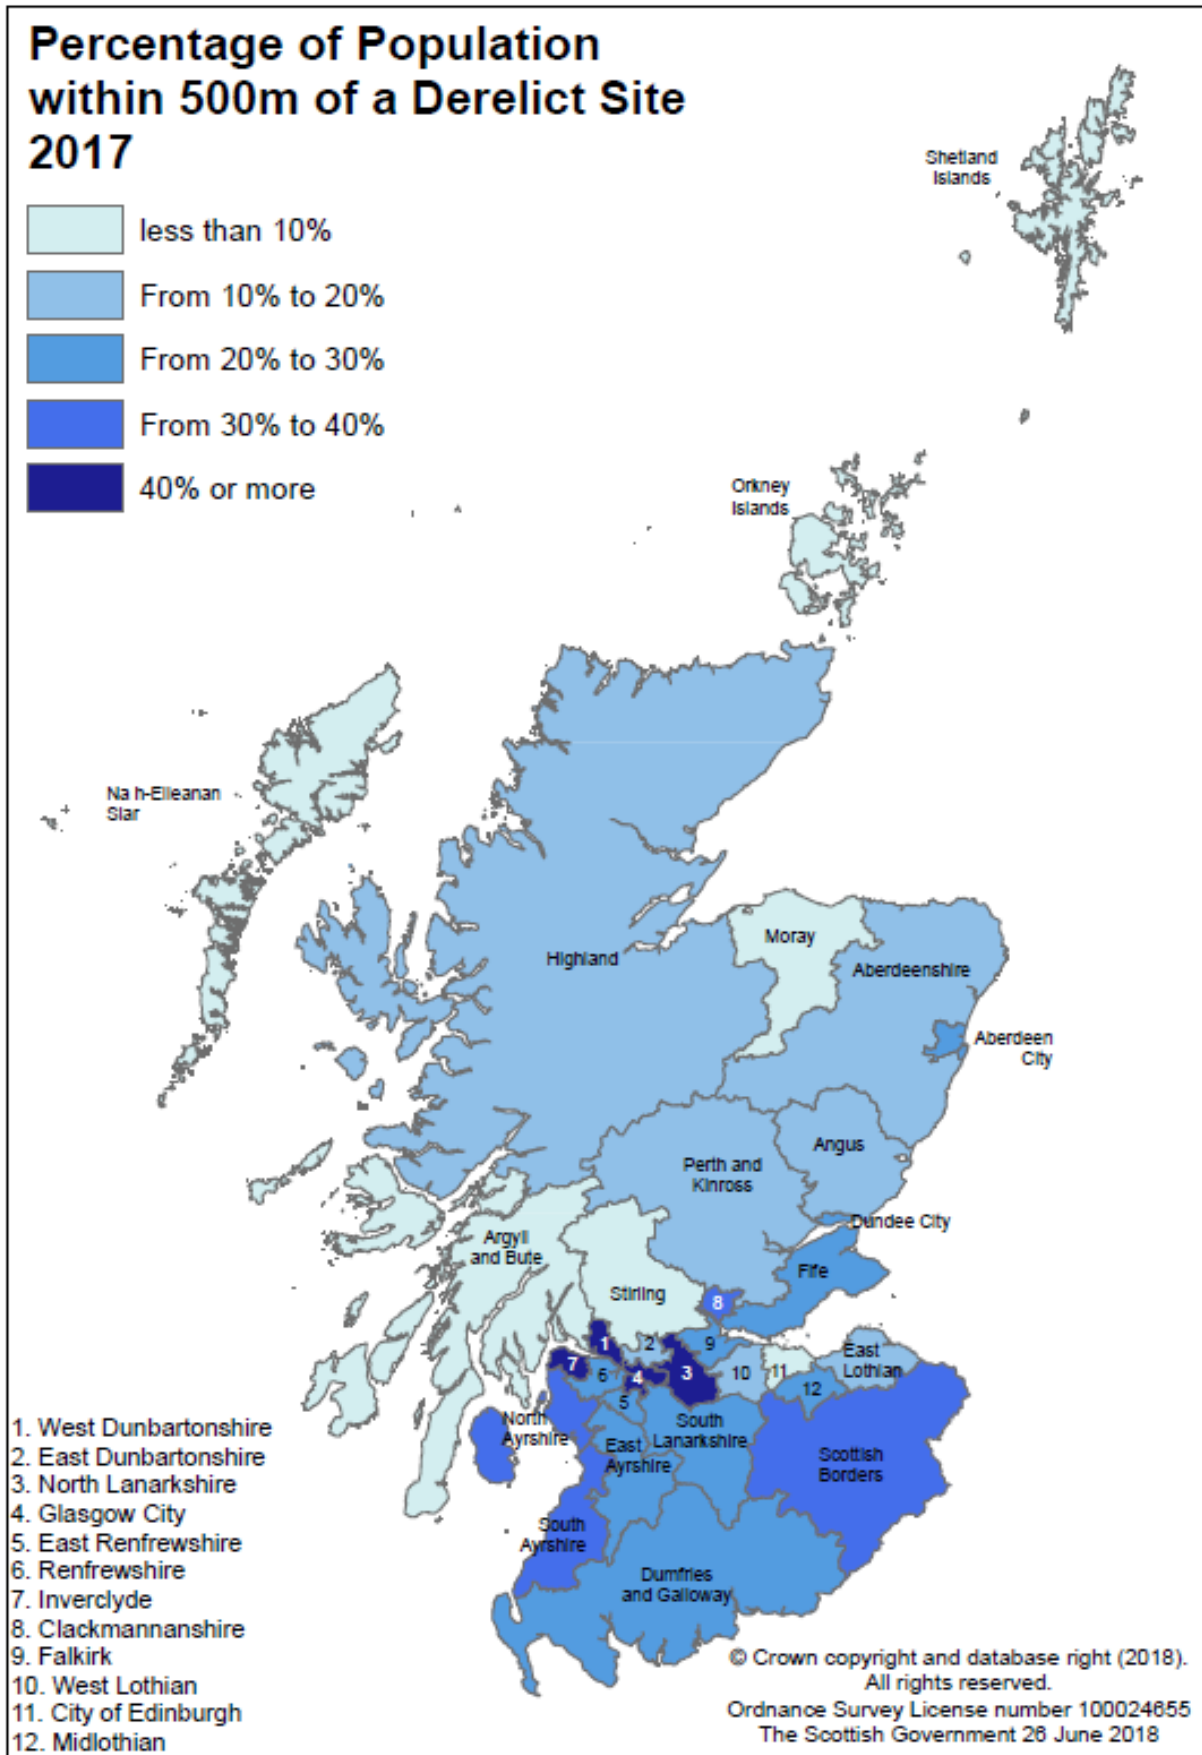 Percentage of Population
within 500m of a Derelict Site
2017
less than 10%
From 10% to 20%
From 20% to 30%
From 30% to 40%
40% or more
Shetland
Islands
Orkney
Islands
Na h-Eileanan
Siar
Highland
Moray
Aberdeenshire
Aberdeen
City
Angus
Perth and
Kinross
Dundee City
Argyll
and Bute
Stirling
Fife
8
1
2
9
7
6
4
3
10
11
East
Lothian
12
5
North
Ayrshire
East
Ayrshire
South
Lanarkshire
Scottish
Borders
South
Ayrshire
Dumfries
and Galloway
1. West Dunbartonshire
2. East Dunbartonshire
3. North Lanarkshire
4. Glasgow City
5. East Renfrewshire
6. Renfrewshire
7. Inverclyde
8. Clackmannanshire
9. Falkirk
10. West Lothian
11. City of Edinburgh
12. Midlothian
© Crown copyright and database right (2018).
All rights reserved.
Ordnance Survey License number 100024655
The Scottish Government 26 June 2018